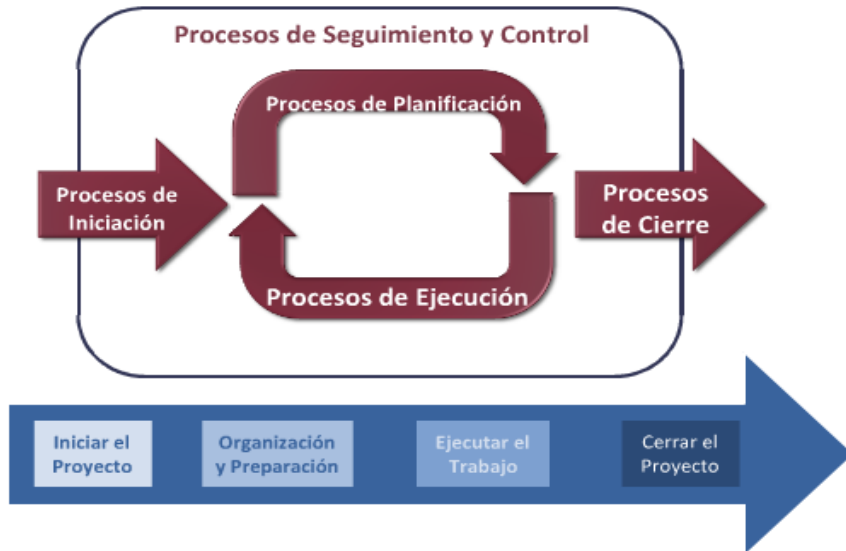 Procesos de Seguimiento y Control
Procesos de Planificación
Procesos de
Iniciación
Procesos
de Cierre
Procesos de Ejecución
Iniciar el
Proyecto
Organización
y Preparación
Ejecutar el
Trabajo
Cerrar el
Proyecto